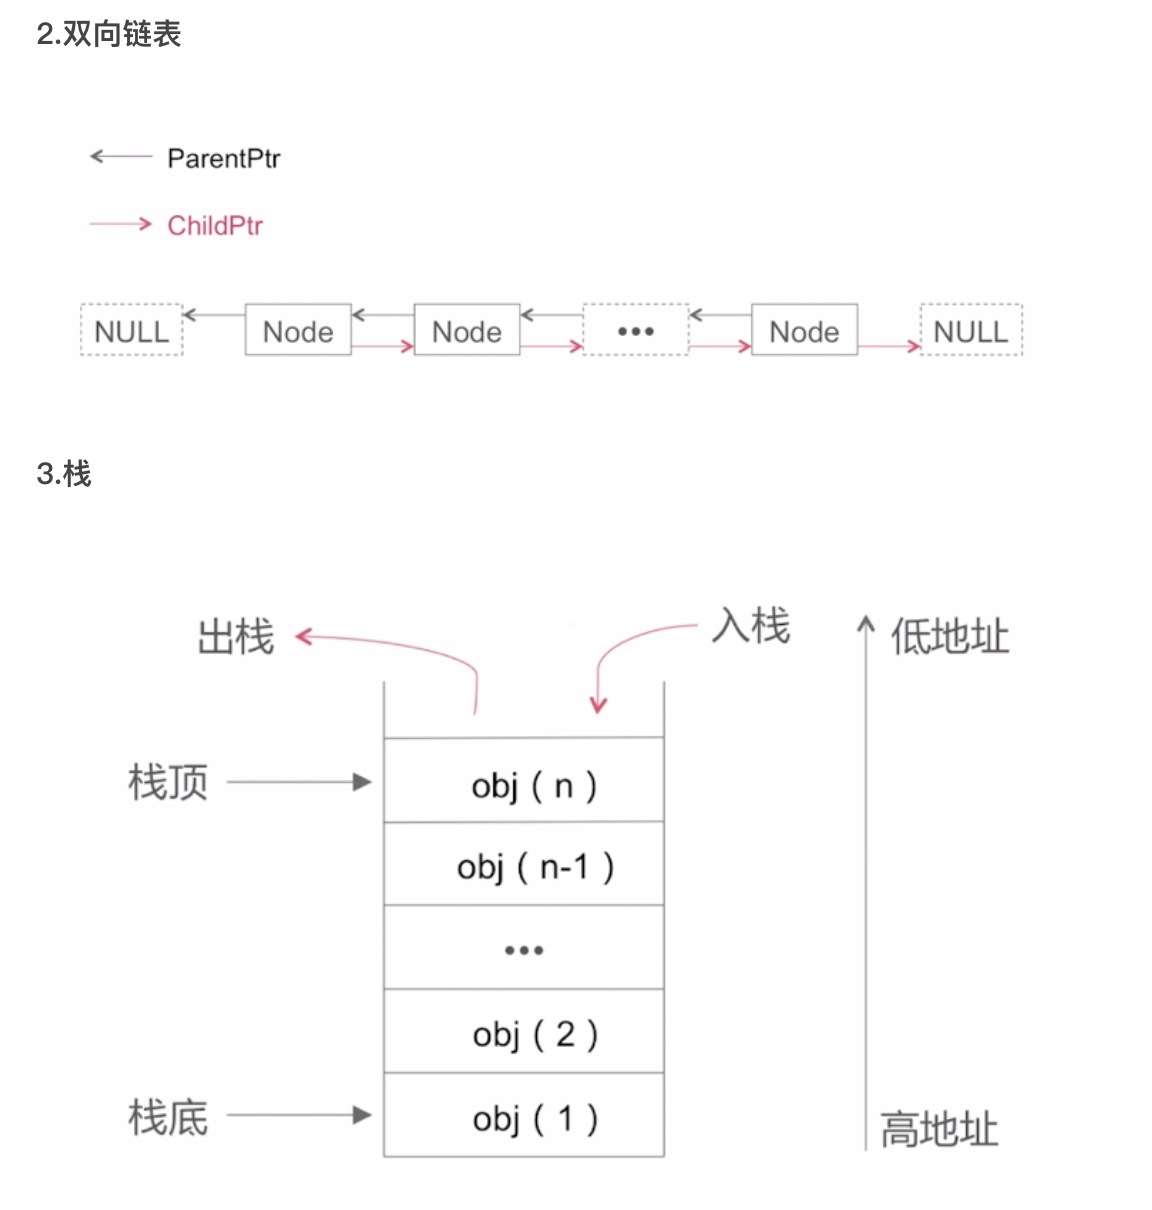 2.双向链表
ParentPtr
ChildPtr
NULL Node Node ••• Node NULL
3.栈
出栈 入栈 低地址
栈顶 obj ( n )
obj ( n-1 )
•••
obj ( 2 )
栈底 obj ( 1 ) 高地址